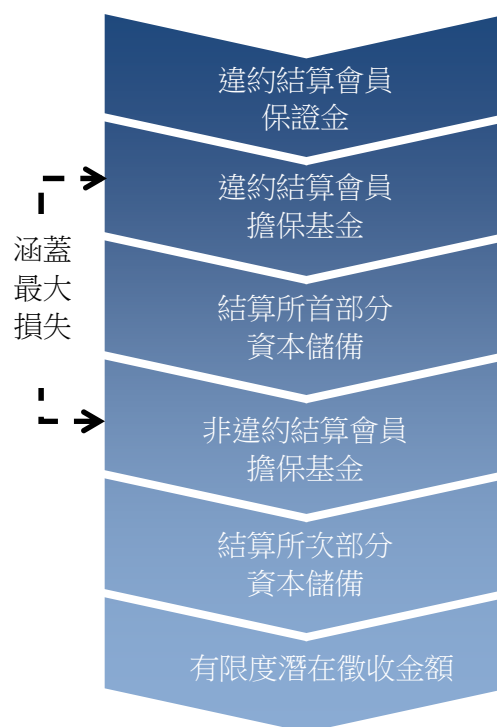 違約結算會員
保證金
違約結算會員
擔保基金
涵蓋
最大
損失
結算所首部分
資本儲備
非違約結算會員
擔保基金
結算所次部分
資本儲備
有限度潛在徵收金額